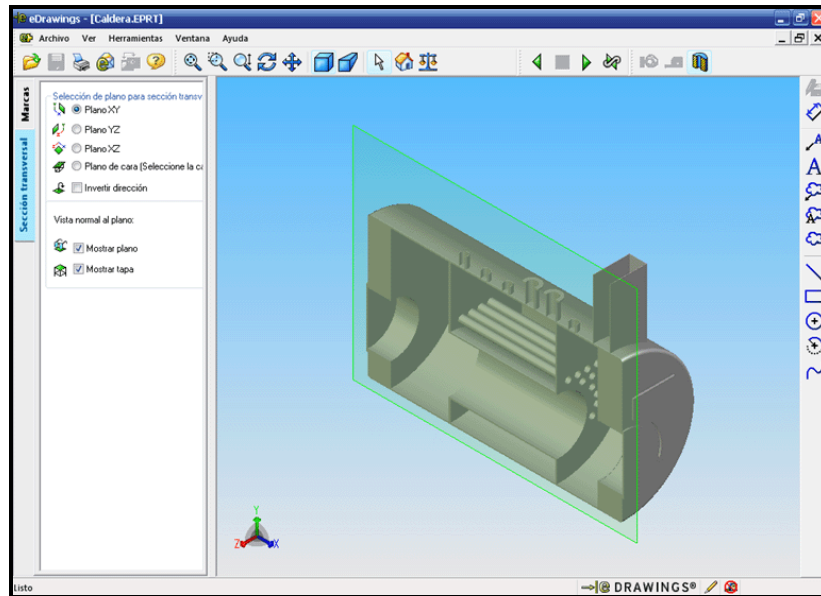 eDrawings - [Caldera.EPRT]
Archivo Ver Herramientas Ventana Ayuda
Marcas
Sección transversal
Selección de plano para sección transv
Plano XY
Plano YZ
Plano XZ
Plano de cara (Seleccione la ca
Invertir dirección
Vista normal al plano:
Mostrar plano
Mostrar tapa
A
A
A
Y
Z X
Listo
DRAWINGS®